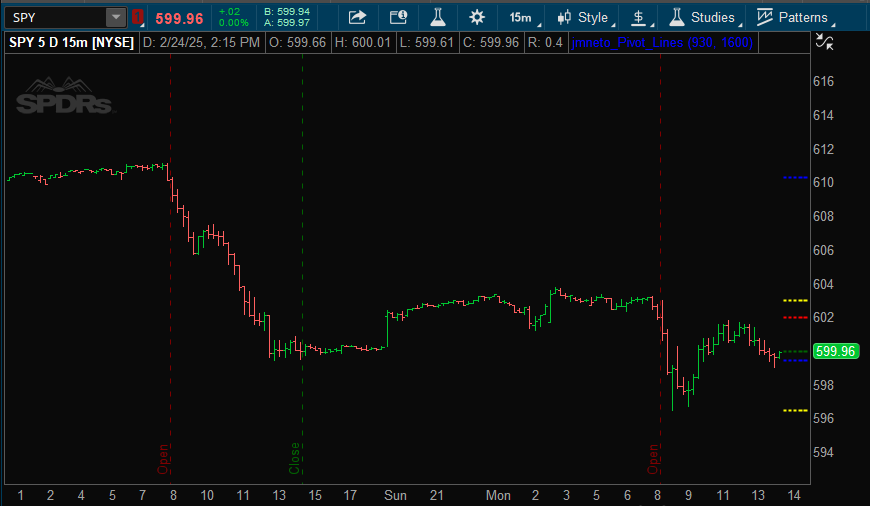 SPY 599.96 +.02 B: 599.94 15m Style $ Studies Patterns
0.00% A: 599.97
SPY 5 D 15m [NYSE] D: 2/24/25, 2:15 PM O: 599.66 H: 600.01 L: 599.61 C: 599.96 R: 0.4 jmneto_Pivot_Lines (930, 1600)
SPDRs
616
614
612
610
608
606
604
602
599.96
598
596
594
Open
Close
Open
1 2 4 5 7 8 10 11 13 15 17 Sun 21 Mon 2 3 5 6 8 9 11 13 14